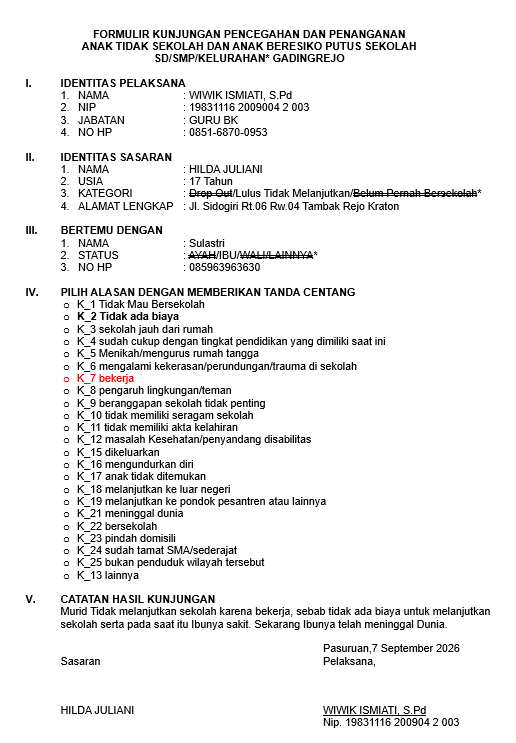 FORMULIR KUNJUNGAN PENCEGAHAN DAN PENANGANAN
ANAK TIDAK SEKOLAH DAN ANAK BERESIKO PUTUS SEKOLAH
SD/SMP/KELURAHAN* GADINGREJO
I. IDENTITAS PELAKSANA
1. NAMA : WIWIK ISMIATI, S.Pd
2. NIP : 19831116 2009004 2 003
3. JABATAN : GURU BK
4. NO HP : 0851-6870-0953
II. IDENTITAS SASARAN
1. NAMA : HILDA JULIANI
2. USIA : 17 Tahun
3. KATEGORI : Drop Out/Lulus Tidak Melanjutkan/Belum Pernah Bersekolah*
4. ALAMAT LENGKAP : Jl. Sidogiri Rt.06 Rw.04 Tambak Rejo Kraton
III. BERTEMU DENGAN
1. NAMA : Sulastri
2. STATUS : AYAH/IBU/WALI/LAINNYA*
3. NO HP : 085963963630
IV. PILIH ALASAN DENGAN MEMBERIKAN TANDA CENTANG
o K_1 Tidak Mau Bersekolah
o K_2 Tidak ada biaya
o K_3 sekolah jauh dari rumah
o K_4 sudah cukup dengan tingkat pendidikan yang dimiliki saat ini
o K_5 Menikah/mengurus rumah tangga
o K_6 mengalami kekerasan/perundungan/trauma di sekolah
o K_7 bekerja
o K_8 pengaruh lingkungan/teman
o K_9 beranggapan sekolah tidak penting
o K_10 tidak memiliki seragam sekolah
o K_11 tidak memiliki akta kelahiran
o K_12 masalah Kesehatan/penyandang disabilitas
o K_15 dikeluarkan
o K_16 mengundurkan diri
o K_17 anak tidak ditemukan
o K_18 melanjutkan ke luar negeri
o K_19 melanjutkan ke pondok pesantren atau lainnya
o K_21 meninggal dunia
o K_22 bersekolah
o K_23 pindah domisili
o K_24 sudah tamat SMA/sederajat
o K_25 bukan penduduk wilayah tersebut
o K_13 lainnya
V. CATATAN HASIL KUNJUNGAN
Murid Tidak melanjutkan sekolah karena bekerja, sebab tidak ada biaya untuk melanjutkan
sekolah serta pada saat itu Ibunya sakit. Sekarang Ibunya telah meninggal Dunia.
Pasuruan,7 September 2026
Sasaran Pelaksana,
HILDA JULIANI WIWIK ISMIATI, S.Pd
Nip. 19831116 200904 2 003